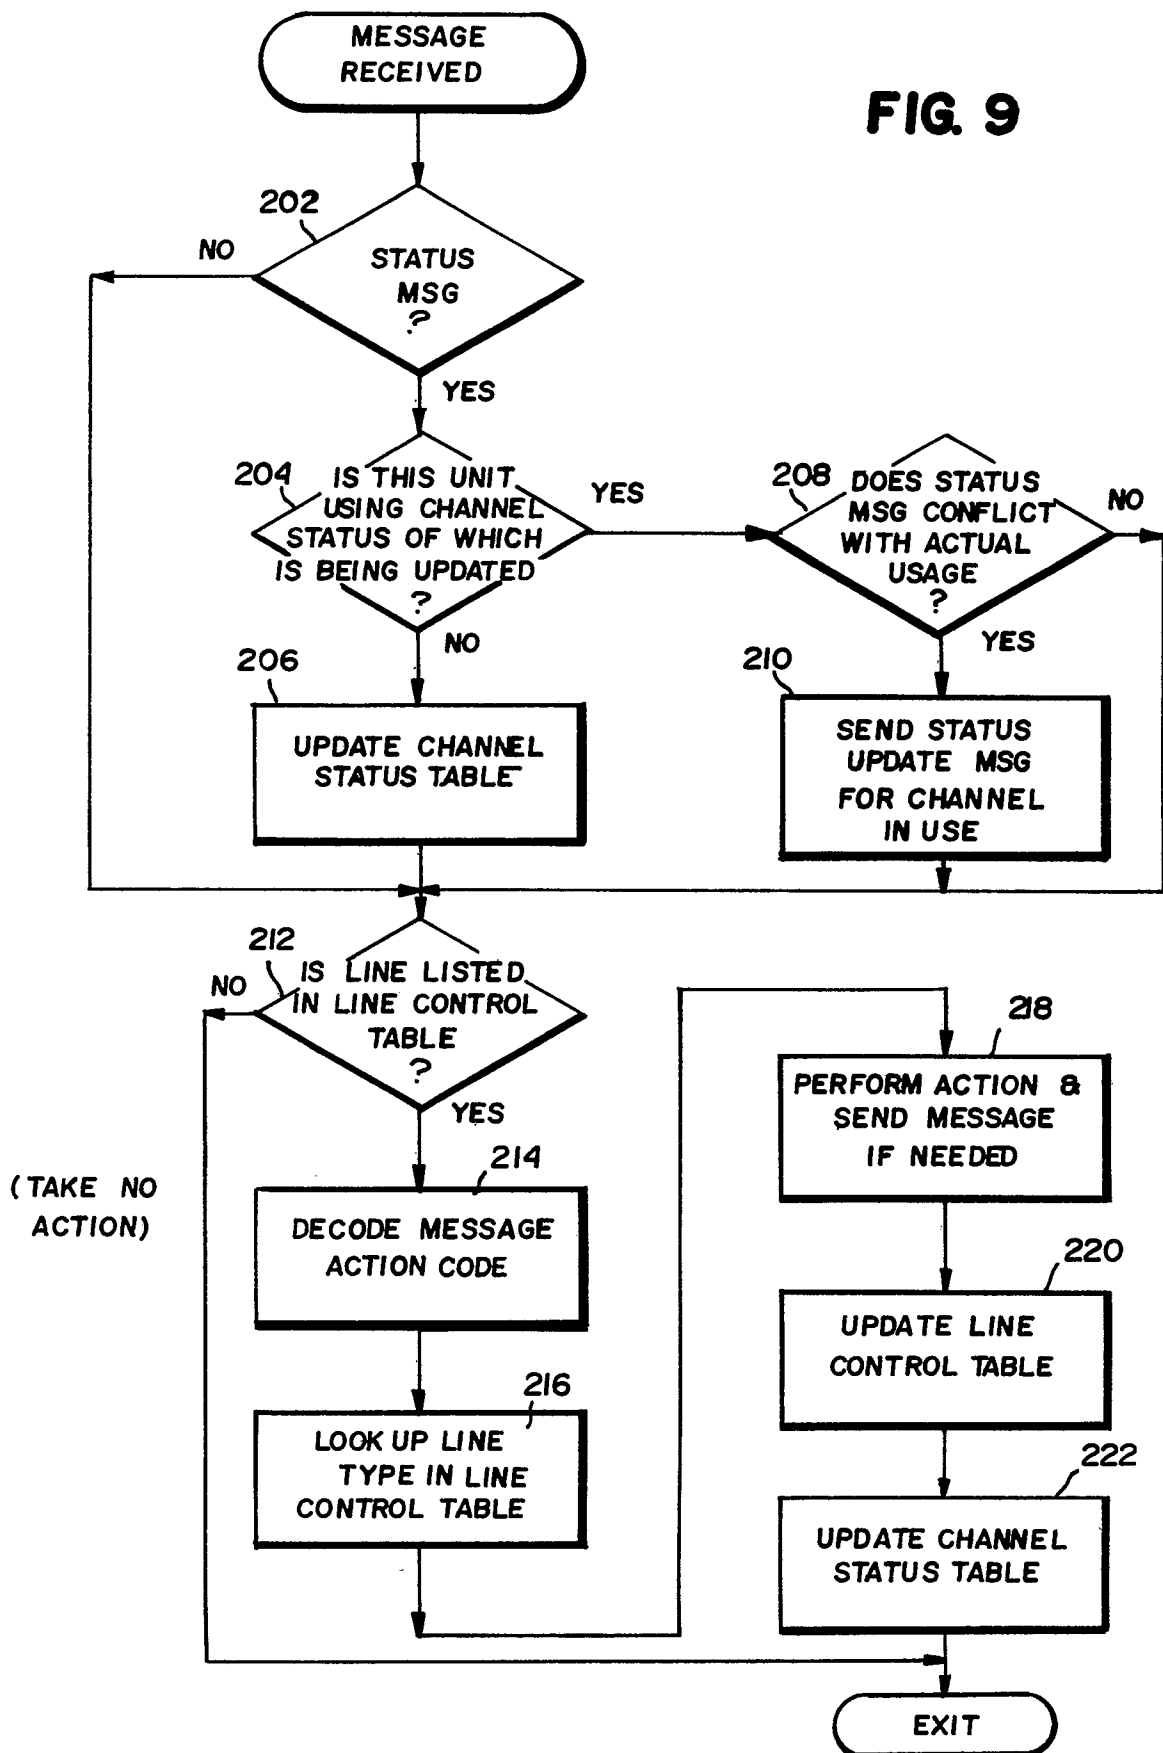 MESSAGE
RECEIVED
FIG. 9
202
NO
STATUS
MSG
?
YES
204
IS THIS UNIT
USING CHANNEL
STATUS OF WHICH
IS BEING UPDATED
?
YES
NO
208
DOES STATUS
MSG CONFLICT
WITH ACTUAL
USAGE
?
NO
YES
206
UPDATE CHANNEL
STATUS TABLE
210
SEND STATUS
UPDATE MSG
FOR CHANNEL
IN USE
212
NO
IS LINE LISTED
IN LINE CONTROL
TABLE
?
YES
(TAKE NO
ACTION)
214
DECODE MESSAGE
ACTION CODE
216
LOOK UP LINE
TYPE IN LINE
CONTROL TABLE
218
PERFORM ACTION &
SEND MESSAGE
IF NEEDED
220
UPDATE LINE
CONTROL TABLE
222
UPDATE CHANNEL
STATUS TABLE
EXIT